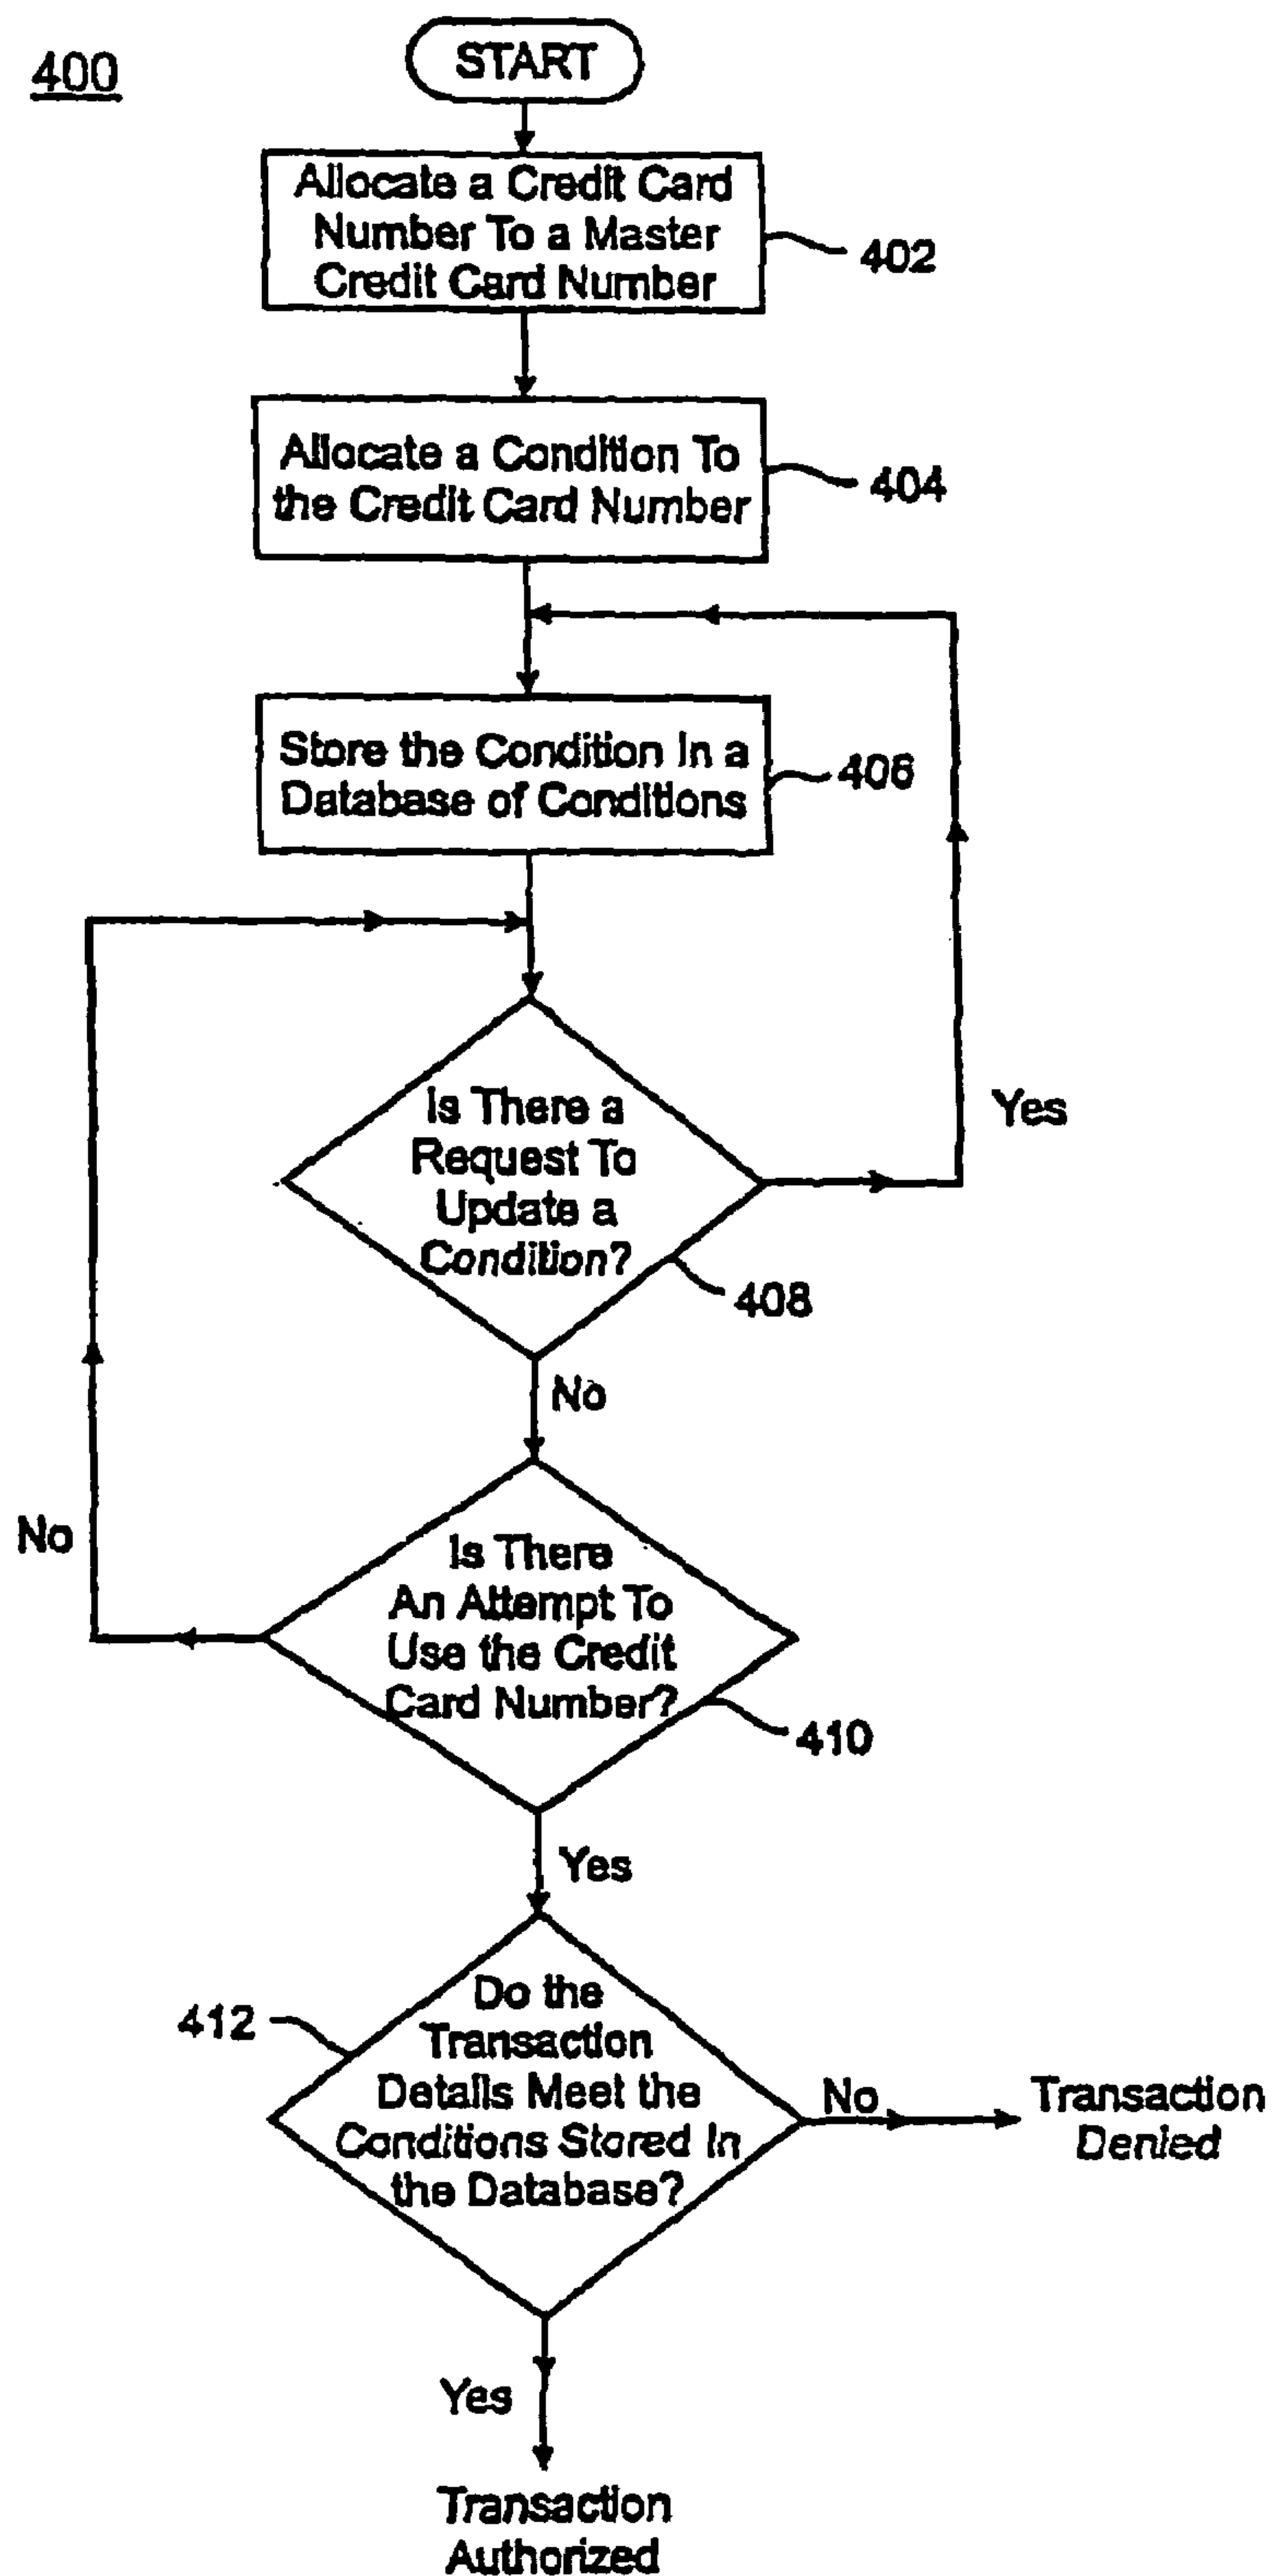 400
START
Allocate a Credit Card
Number To a Master
Credit Card Number
402
Allocate a Condition To
the Credit Card Number
404
Store the Condition In a
Database of Conditions
406
Is There a
Request To
Update a
Condition?
Yes
408
No
No
Is There
An Attempt To
Use the Credit
Card Number?
410
Yes
412
Do the
Transaction
Details Meet the
Conditions Stored In
the Database?
No
Transaction
Denied
Yes
Transaction
Authorized